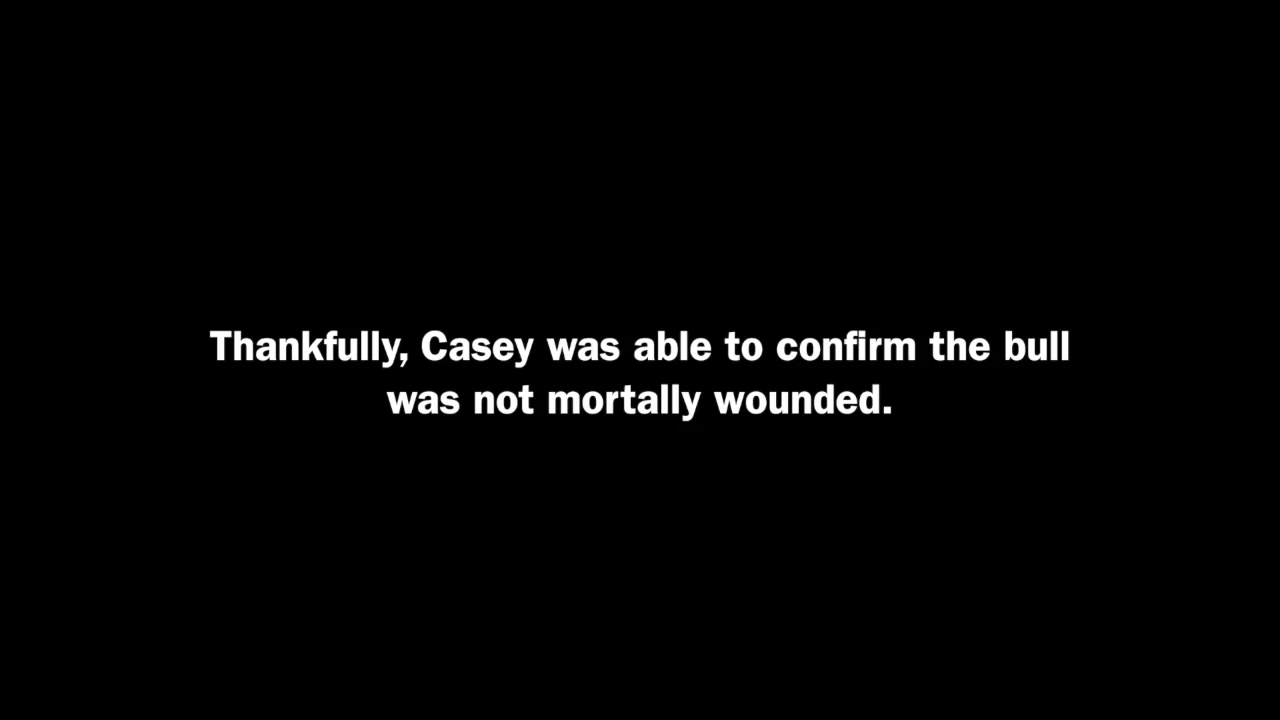 Thankfully, Casey was able to confirm the bull
was not mortally wounded.